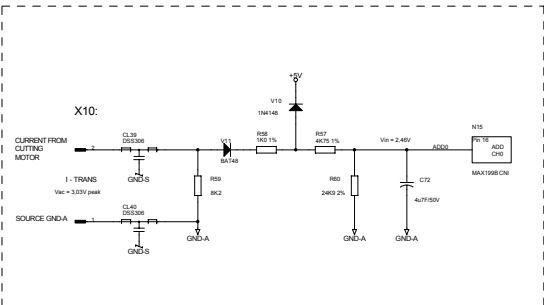 +5V
V10
1N4148
X10:
N15
CL39
DSS306
V11
R58
1K0 1%
R57
4K75 1%
Vin = 2,46V
Pin 16
CURRENT FROM
CUTTING
MOTOR
2
ADD0
ADD
CH0
BAT48
MAX199BCNI
GND-S
I - TRANS
Vac = 3,03V peak
R59
8K2
R60
24K9 2%
C72
4u7F/50V
CL40
DSS306
SOURCE GND-A
1
GND-S
GND-A
GND-A
GND-A